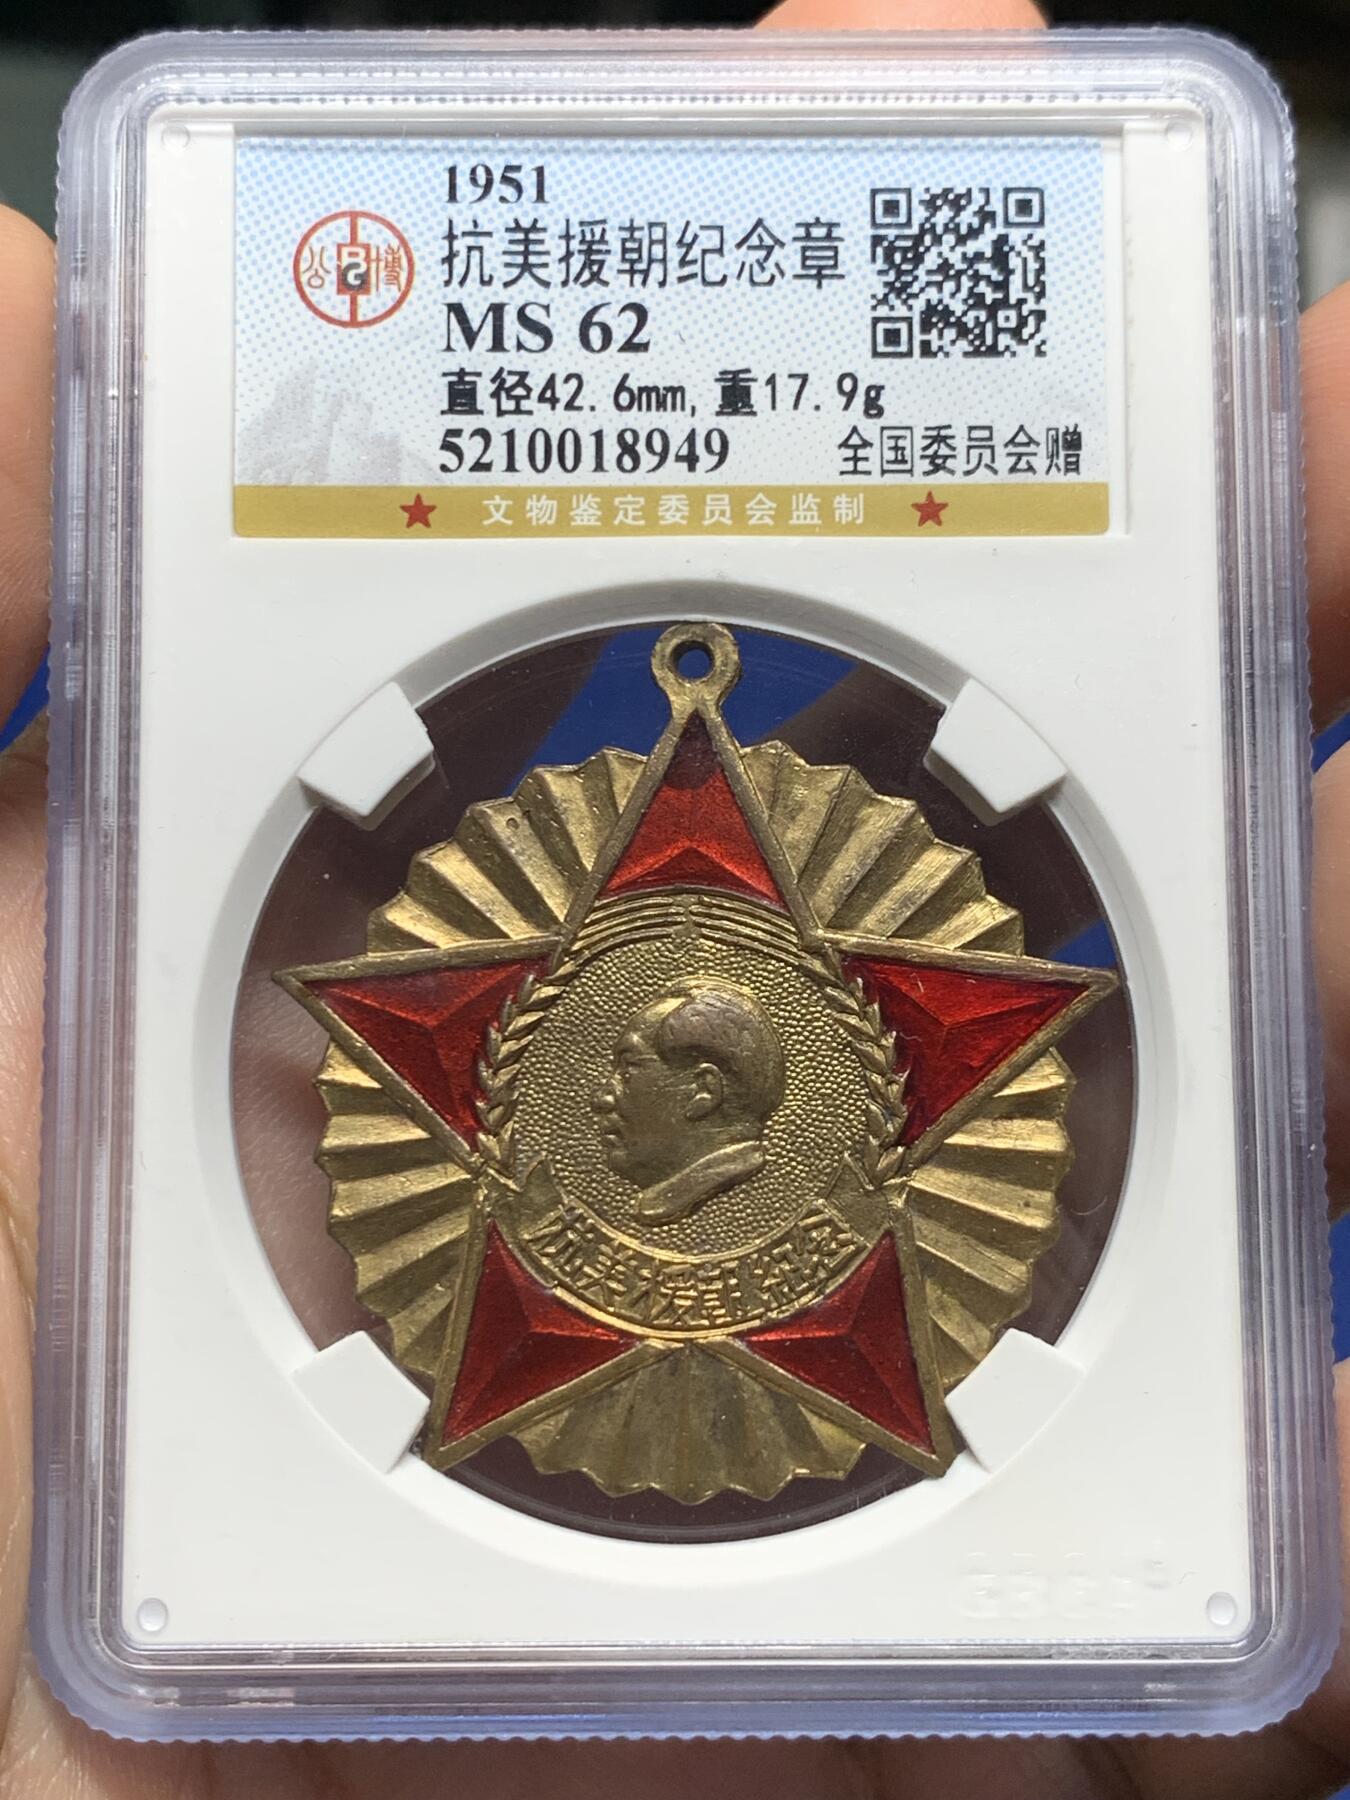 1951
抗美援朝纪念章
MS 62
直径42.6mm,重17.9g
5210018949 全国委员会赠
公 博
文物鉴定委员会监制
抗美援朝纪念